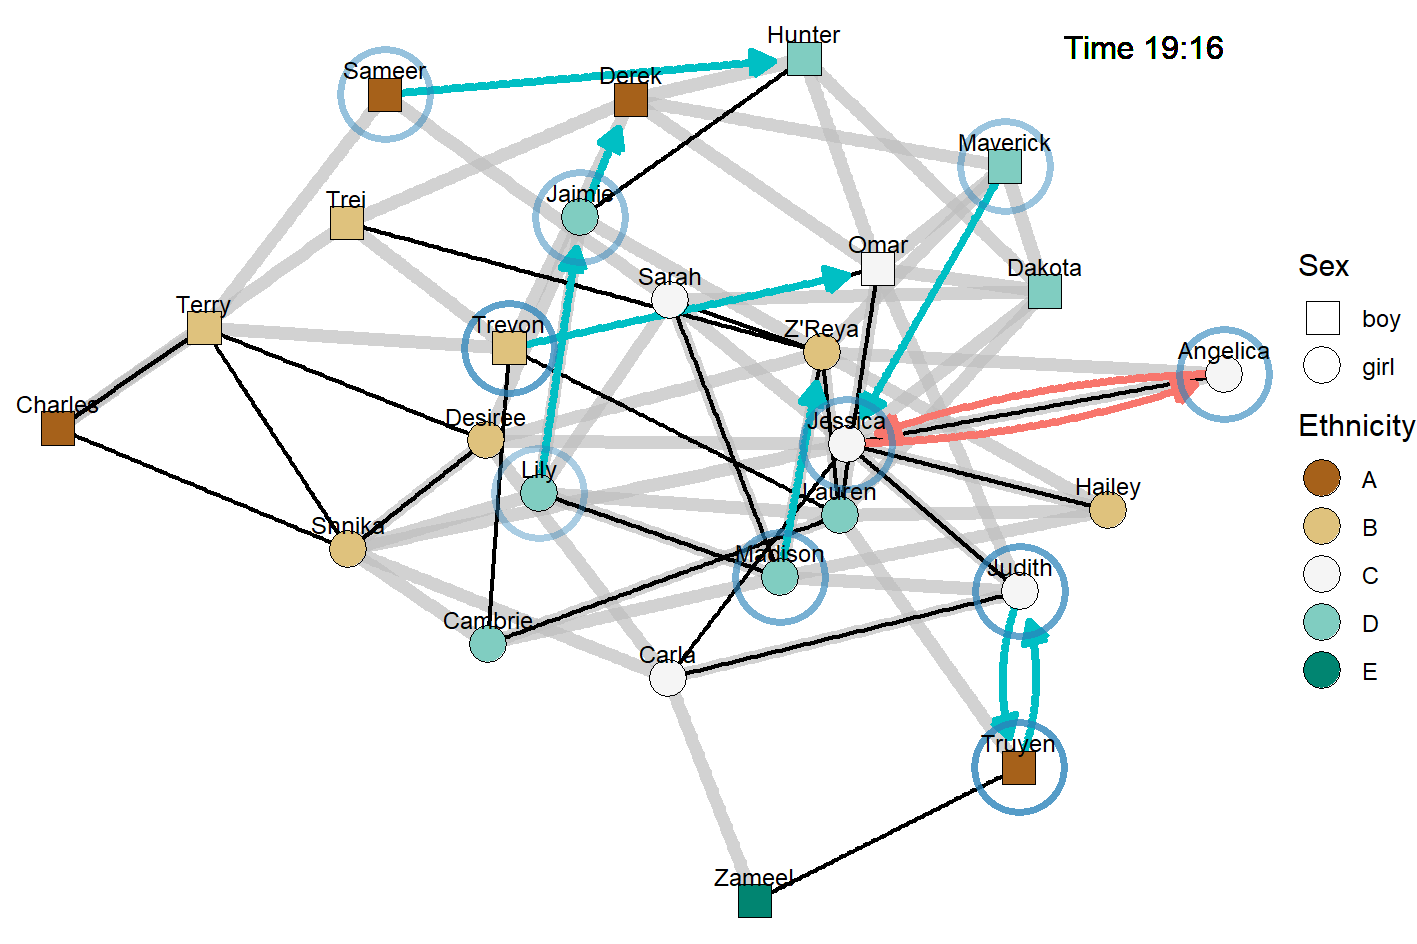 Hunter
Time 19:16
Sameer
Derek
Maverick
Trei
Jaimie
Omar
Sarah
Dakota
Sex
Terry
Trevon
Z'Reya
boy
Angelica
girl
Charles
Desiree
Jessica
Ethnicity
Lily
Lauren
Hailey
A
Shnika
B
Madison
Judith
C
Cambrie
D
Carla
E
Truyen
Zameel